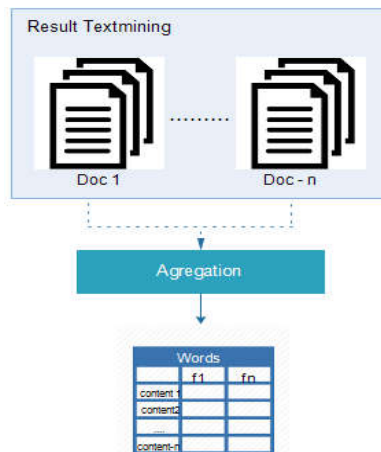 Result Textmining
.........
Doc 1
Doc - n
Agregation
Words
f1 fn
content 1
content2
....
content-n